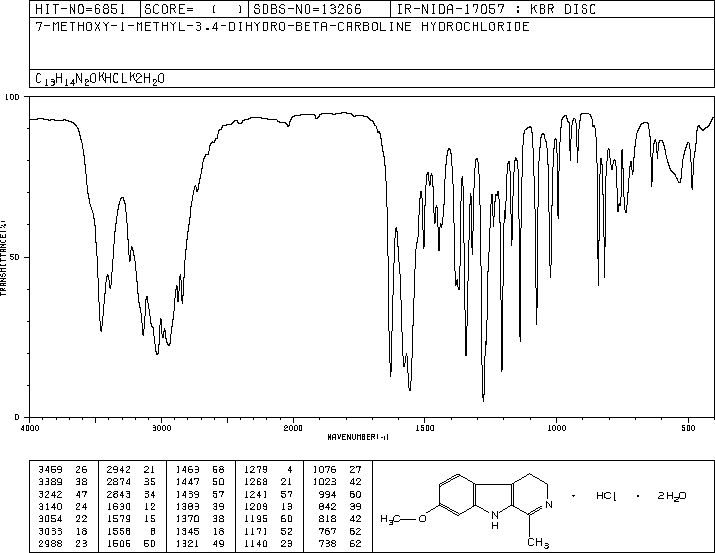 HIT-NO=6851 SCORE= ( ) SDBS-NO=13266 IR-NIDA-17057 : KBR DISC
7-METHOXY-1-METHYL-3,4-DIHYDRO-BETA-CARBOLINE HYDROCHLORIDE
C13H14N2O*HCL*2H2O
100
TRANSMITTANCE(%)
50
0
4000 3000 2000 1500 1000 500
WAVENUMBER(-1)
3469 26 2942 21 1463 68 1279 4 1076 27
3389 38 2874 35 1447 50 1268 21 1023 42
3242 47 2843 34 1439 57 1241 57 994 60
3140 24 1630 12 1383 39 1209 13 842 39
3054 22 1579 15 1370 38 1195 60 818 42
3033 18 1558 8 1345 18 1171 52 767 62
2988 23 1506 60 1321 49 1140 23 738 62
H3C O NH CH3 N · HCl · 2H2O